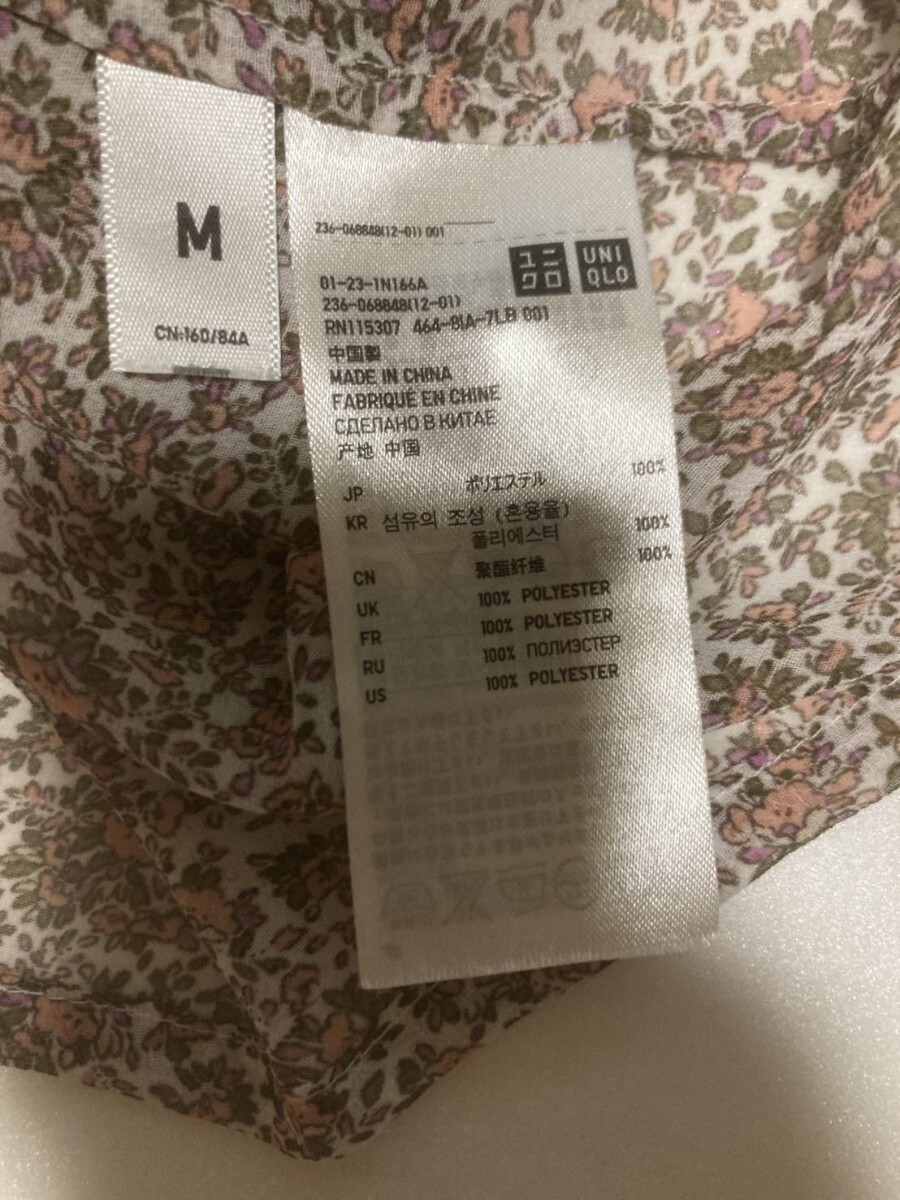 M
CN:160/84A
236-068848(12-01) 001
ユニ
クロ
UNI
QLO
01-23-1N166A
236-068848(12-01)
RN115307 464-81A-7LB 001
中国製
MADE IN CHINA
FABRIQUÉ EN CHINE
СДЕЛАНО В КИТАЕ
产地 中国
JP ポリエステル 100%
KR 섬유의 조성 (혼용율)
폴리에스터 100%
CN 聚酯纤维 100%
UK 100% POLYESTER
FR 100% POLYESTER
RU 100% ПОЛИЭСТЕР
US 100% POLYESTER